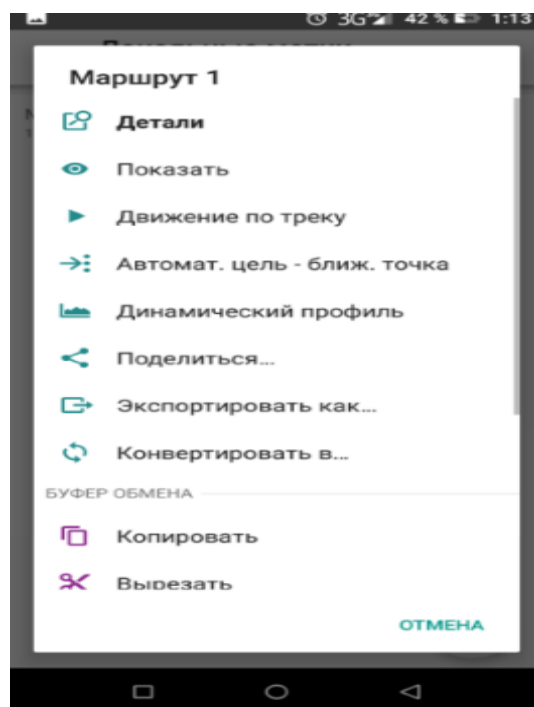 3G 42 % 1:13
Маршрут 1
Детали
Показать
Движение по треку
Автомат. цель - ближ. точка
Динамический профиль
Поделиться...
Экспортировать как...
Конвертировать в...
БУФЕР ОБМЕНА
Копировать
Вырезать
ОТМЕНА